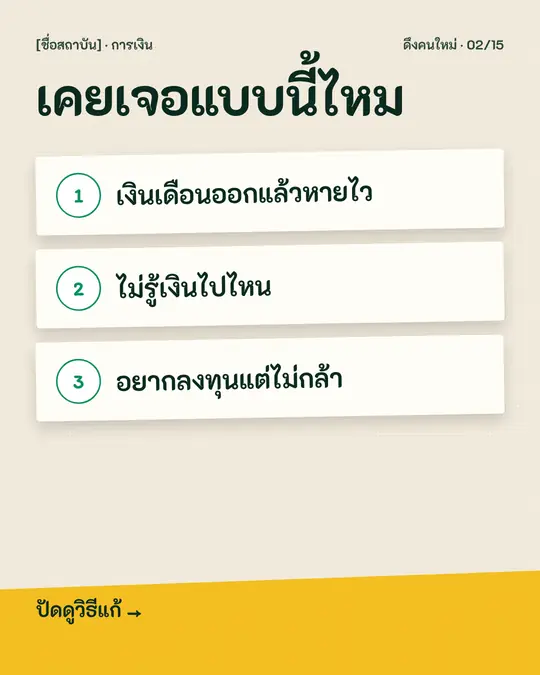 [ชื่อสถาบัน] · การเงิน
ดึงคนใหม่ · 02/15
เคยเจอแบบนี้ไหม
1 เงินเดือนออกแล้วหายไว
2 ไม่รู้เงินไปไหน
3 อยากลงทุนแต่ไม่กล้า
ปัดดูวิธีแก้ →